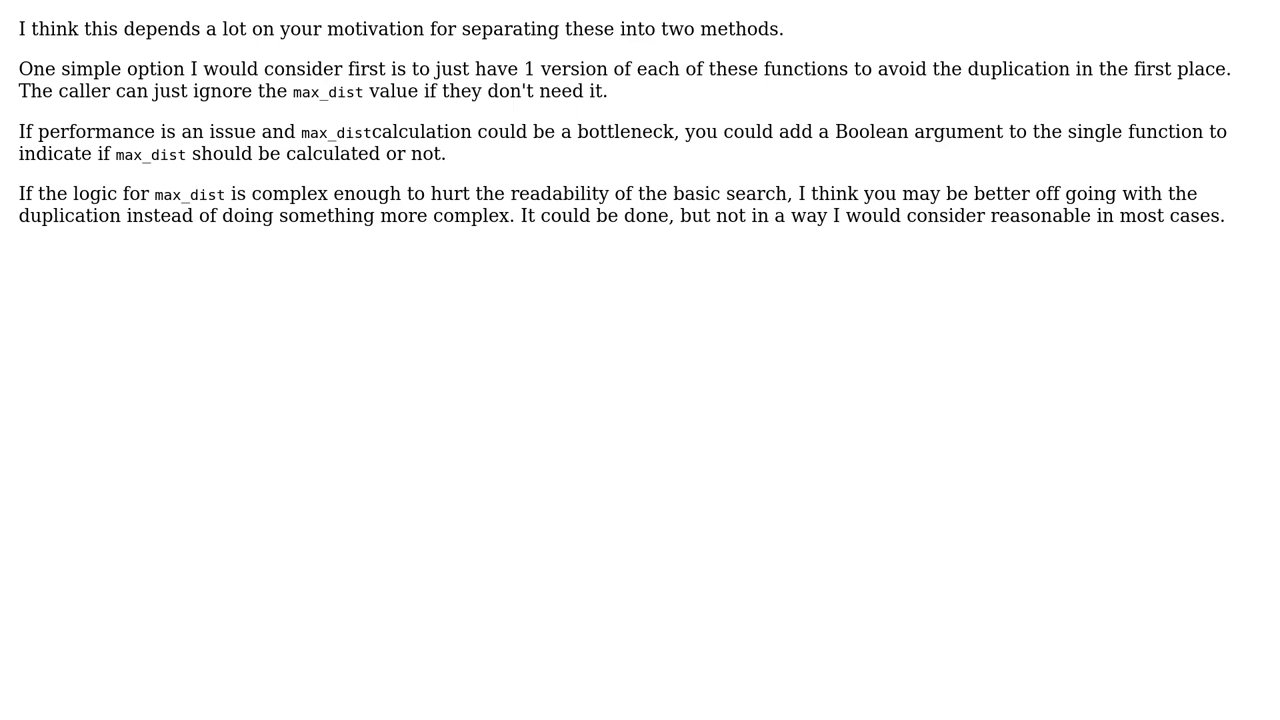 I think this depends a lot on your motivation for separating these into two methods.
One simple option I would consider first is to just have 1 version of each of these functions to avoid the duplication in the first place.
The caller can just ignore the max_dist value if they don't need it.
If performance is an issue and max_distcalculation could be a bottleneck, you could add a Boolean argument to the single function to
indicate if max_dist should be calculated or not.
If the logic for max_dist is complex enough to hurt the readability of the basic search, I think you may be better off going with the
duplication instead of doing something more complex. It could be done, but not in a way I would consider reasonable in most cases.